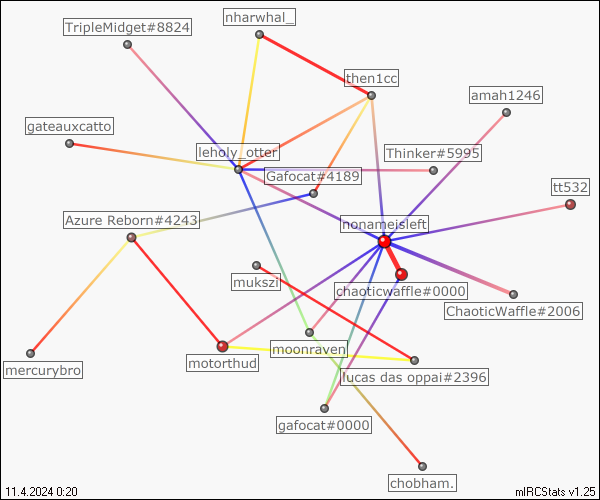 nharwhal_
TripleMidget#8824
then1cc
amah1246
gateauxcatto
leholy_otter
Thinker#5995
Gafocat#4189
tt532
Azure Reborn#4243
nonameisleft
mukszi
chaoticwaffle#0000
ChaoticWaffle#2006
moonraven
mercurybro
motorthud
lucas das oppai#2396
gafocat#0000
chobham.
11.4.2024 0:20
mIRCStats v1.25